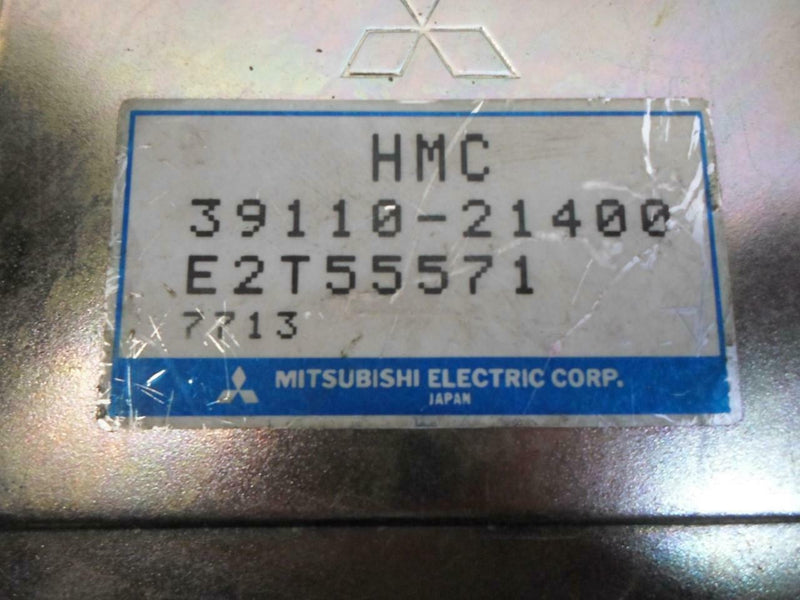 HMC
39110-21400
E2T55571
7713
MITSUBISHI ELECTRIC CORP.
JAPAN